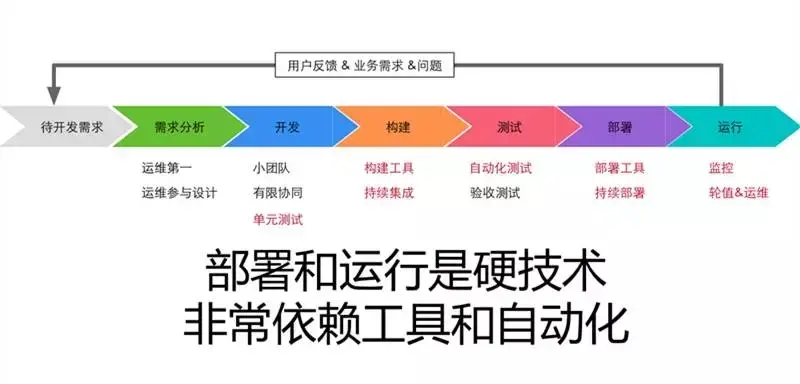 用户反馈 & 业务需求 &问题
待开发需求
需求分析
开发
构建
测试
部署
运行
运维第一
小团队
构建工具
自动化测试
部署工具
监控
运维参与设计
有限协同
持续集成
验收测试
持续部署
轮值&运维
单元测试
部署和运行是硬技术
非常依赖工具和自动化